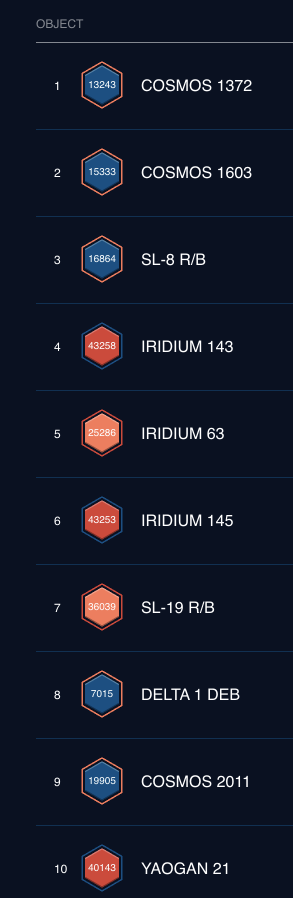 OBJECT
1 13243 COSMOS 1372
2 15333 COSMOS 1603
3 16864 SL-8 R/B
4 43258 IRIDIUM 143
5 25286 IRIDIUM 63
6 43253 IRIDIUM 145
7 36039 SL-19 R/B
8 7015 DELTA 1 DEB
9 19905 COSMOS 2011
10 40143 YAOGAN 21